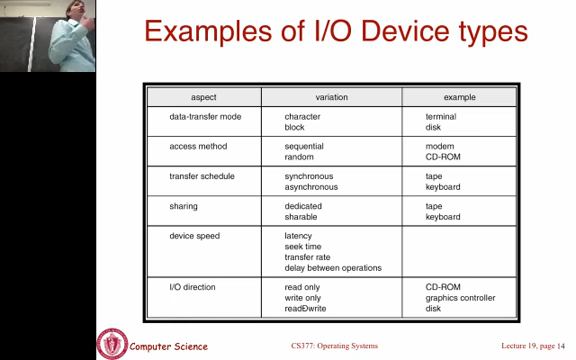 Examples of I/O Device types
aspect variation example
data-transfer mode character terminal
block disk
access method sequential modem
random CD-ROM
transfer schedule synchronous tape
asynchronous keyboard
sharing dedicated tape
sharable keyboard
device speed latency
seek time
transfer rate
delay between operations
I/O direction read only CD-ROM
write only graphics controller
readÐwrite disk
Computer Science CS377: Operating Systems Lecture 19, page 14